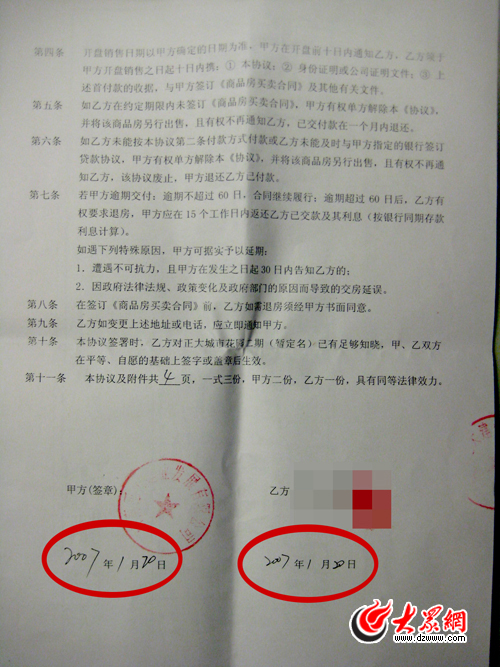 第四条 开盘销售日期以甲方确定的日期为准，甲方在开盘前十日内通知乙方，乙方须于
甲方开盘销售之日起十日内携：① 本协议；② 身份证明或公司证明文件；③ 上
述首付款的收据，与甲方签订《商品房买卖合同》及其他有关文件。
第五条 如乙方在约定期限内未签订《商品房买卖合同》，甲方有权单方解除本《协议》，
并将该商品房另行出售，且有权不再通知乙方，已交付款在一个月内退还。
第六条 如乙方未能按本协议第二条付款方式付款或乙方未能及时与甲方指定的银行签订
贷款协议，甲方有权单方解除本《协议》，并将该商品房另行出售，且有权不再通
知乙方，该协议废止，甲方退还乙方已付款。
第七条 若甲方逾期交付：逾期不超过 60 日，合同继续履行；逾期超过 60 日后，乙方有
权要求退房，甲方应在 15 个工作日内返还乙方已交款及其利息（按银行同期存款
利息计算）。
如遇下列特殊原因，甲方可据实予以延期：
1．遭遇不可抗力，且甲方在发生之日起 30 日内告知乙方的；
2．因政府法律法规、政策变化及政府部门的原因而导致的交房延误。
第八条 在签订《商品房买卖合同》前，乙方如需退房须经甲方书面同意。
第九条 乙方如变更上述地址或电话，应立即通知甲方。
第十条 本协议签署时，乙方对正大城市花园二期（暂定名）已有足够知晓，甲、乙双方
在平等、自愿的基础上签字或盖章后生效。
第十一条 本协议及附件共 4 页，一式三份，甲方二份，乙方一份，具有同等法律效力。
甲方(签章)： 乙方
2007 年 1 月 20 日 2007 年 1 月 20 日
大众網
www.dzwww.com